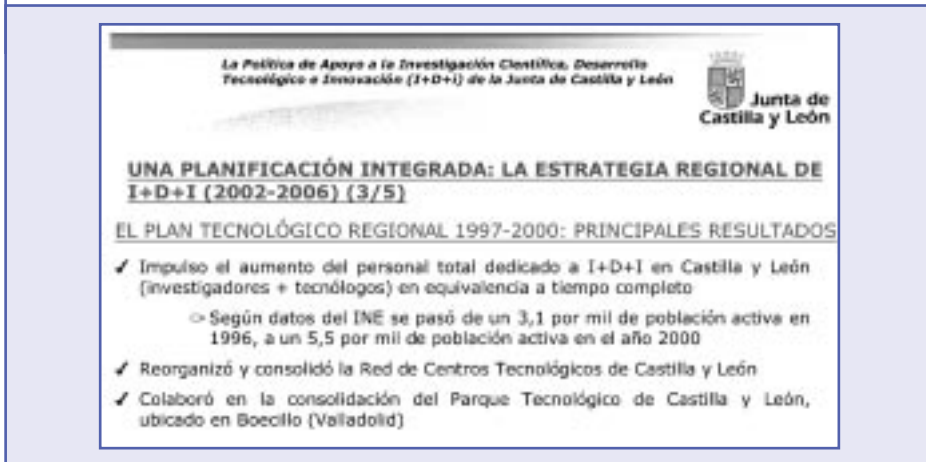 La Política de Apoyo a la Investigación Científica, Desarrollo
Tecnológico e Innovación (I+D+i) de la Junta de Castilla y León
Junta de
Castilla y León
UNA PLANIFICACIÓN INTEGRADA: LA ESTRATEGIA REGIONAL DE
I+D+I (2002-2006) (3/5)
EL PLAN TECNOLÓGICO REGIONAL 1997-2000: PRINCIPALES RESULTADOS
✓ Impulso el aumento del personal total dedicado a I+D+I en Castilla y León
(investigadores + tecnólogos) en equivalencia a tiempo completo
Según datos del INE se pasó de un 3,1 por mil de población activa en
1996, a un 5,5 por mil de población activa en el año 2000
✓ Reorganizó y consolidó la Red de Centros Tecnológicos de Castilla y León
✓ Colaboró en la consolidación del Parque Tecnológico de Castilla y León,
ubicado en Boecillo (Valladolid)